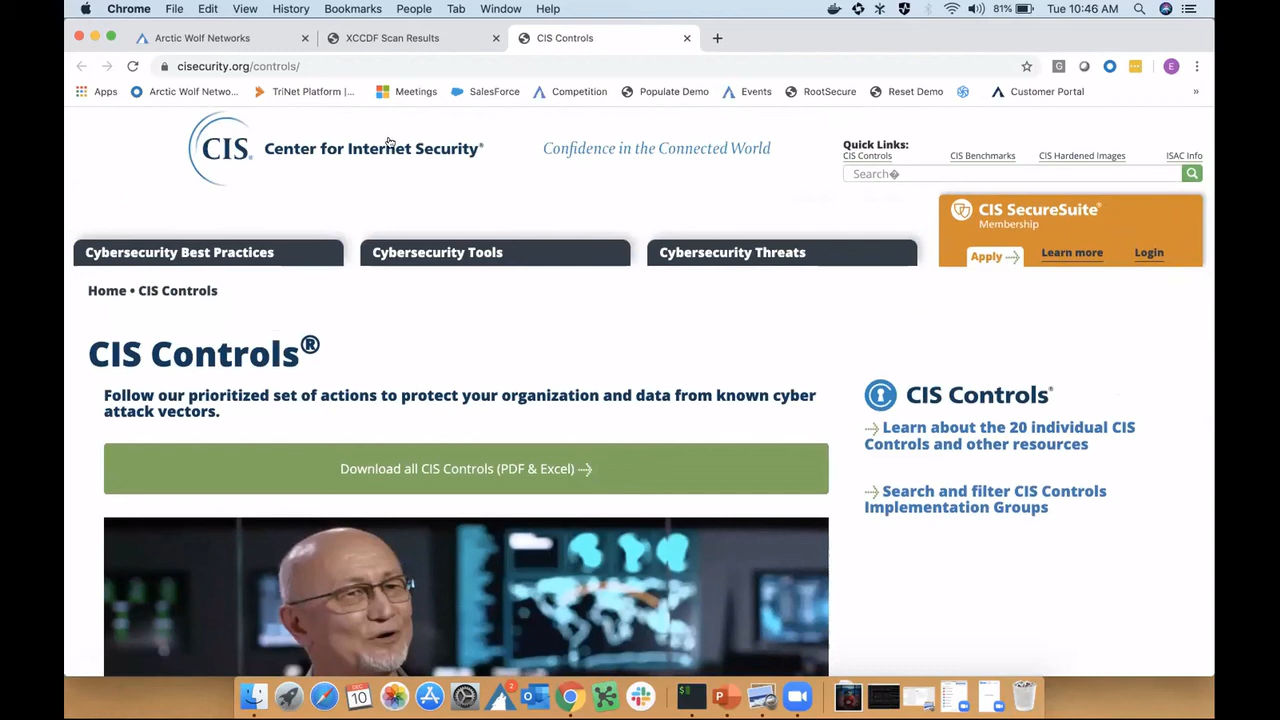 Chrome File Edit View History Bookmarks People Tab Window Help 81% Tue 10:46 AM
Arctic Wolf Networks XCCDF Scan Results CIS Controls
cisecurity.org/controls/ G E
Apps Arctic Wolf Netwo... TriNet Platform |... Meetings SalesForce Competition Populate Demo Events RootSecure Reset Demo Customer Portal »
CIS. Center for Internet Security® Confidence in the Connected World
Quick Links:
CIS Controls CIS Benchmarks CIS Hardened Images ISAC Info
Search�
CIS SecureSuite®
Membership
Apply Learn more Login
Cybersecurity Best Practices Cybersecurity Tools Cybersecurity Threats
Home • CIS Controls
CIS Controls®
Follow our prioritized set of actions to protect your organization and data from known cyber
attack vectors.
Download all CIS Controls (PDF & Excel)
CIS Controls®
Learn about the 20 individual CIS
Controls and other resources
Search and filter CIS Controls
Implementation Groups
DEC
10
2
$
P